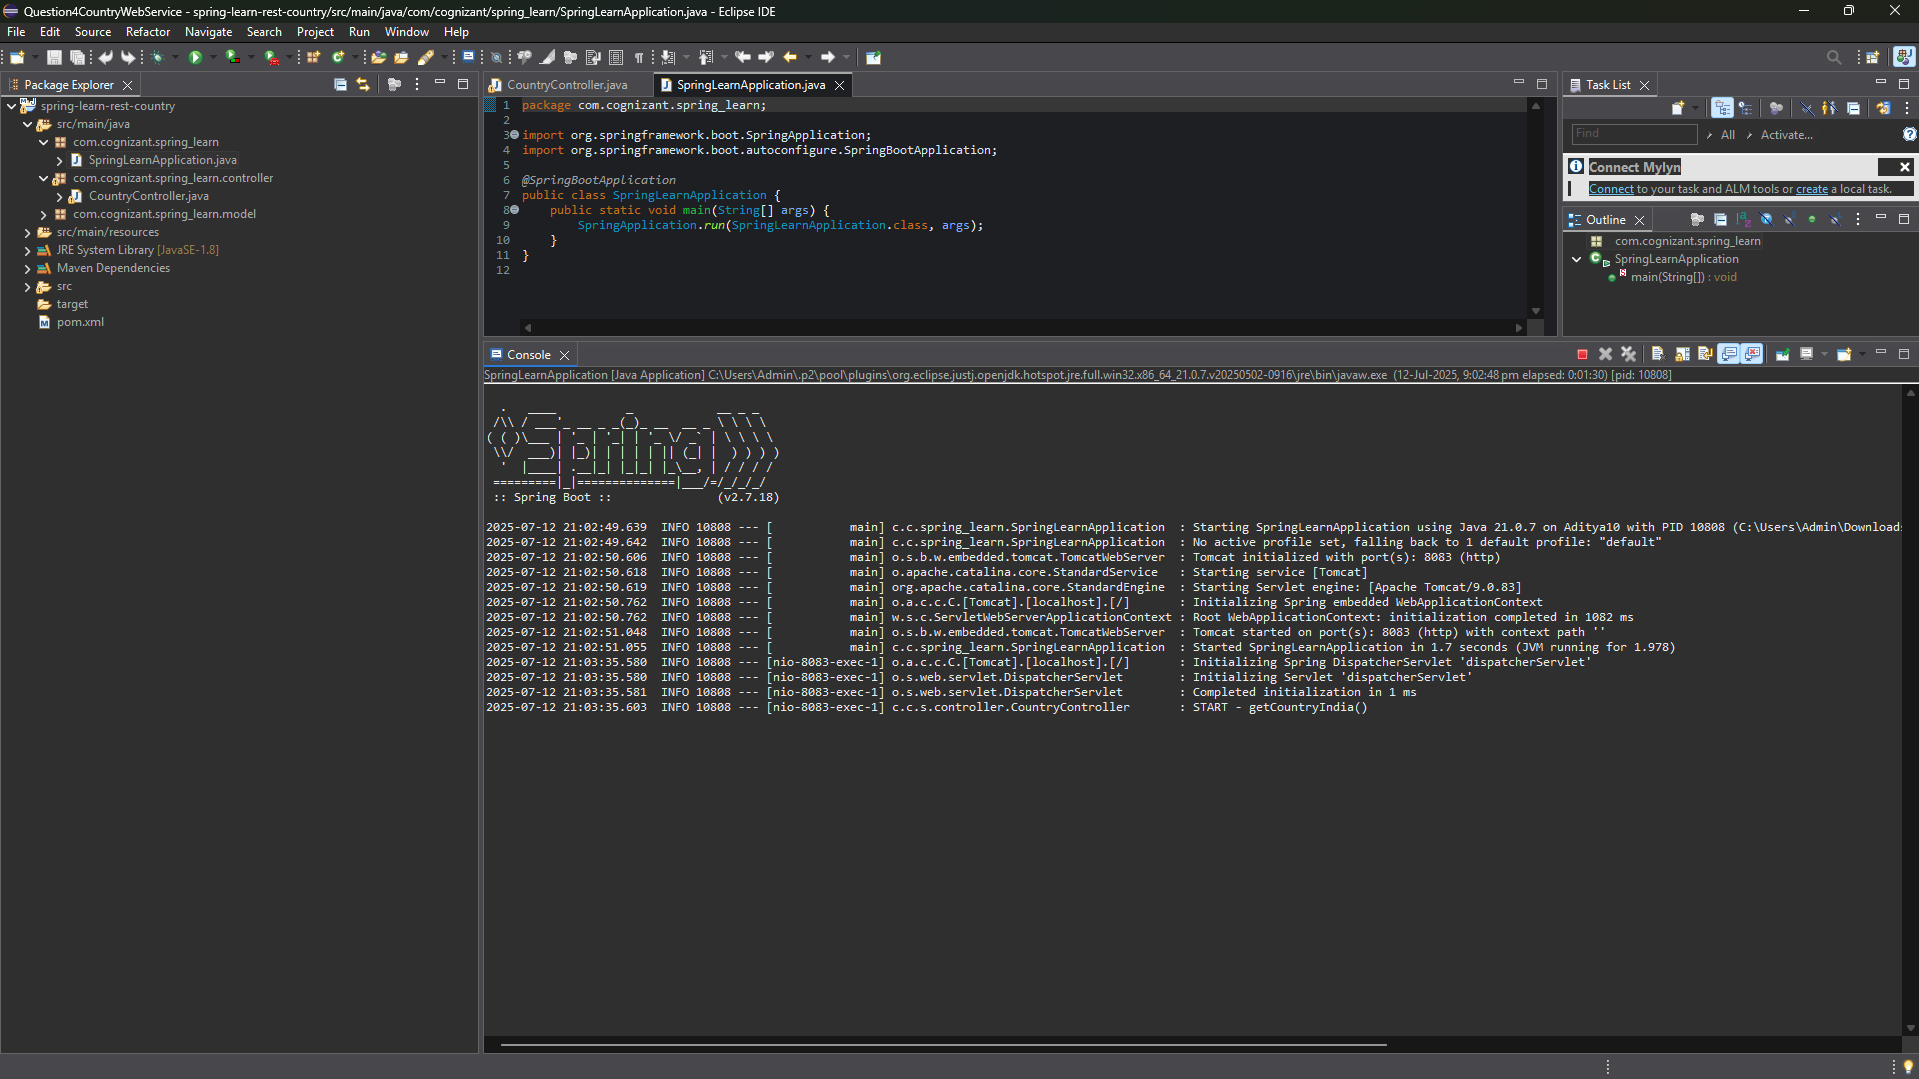 Question4CountryWebService - spring-learn-rest-country/src/main/java/com/cognizant/spring_learn/SpringLearnApplication.java - Eclipse IDE
File Edit Source Refactor Navigate Search Project Run Window Help
Package Explorer
spring-learn-rest-country
src/main/java
com.cognizant.spring_learn
SpringLearnApplication.java
com.cognizant.spring_learn.controller
CountryController.java
com.cognizant.spring_learn.model
src/main/resources
JRE System Library [JavaSE-1.8]
Maven Dependencies
src
target
pom.xml
CountryController.java SpringLearnApplication.java
1 package com.cognizant.spring_learn;
2
3 import org.springframework.boot.SpringApplication;
4 import org.springframework.boot.autoconfigure.SpringBootApplication;
5
6 @SpringBootApplication
7 public class SpringLearnApplication {
8 public static void main(String[] args) {
9 SpringApplication.run(SpringLearnApplication.class, args);
10 }
11 }
12
Task List
Find All Activate...
Connect Mylyn
Connect to your task and ALM tools or create a local task.
Outline
com.cognizant.spring_learn
SpringLearnApplication
main(String[]) : void
Console
SpringLearnApplication [Java Application] C:\Users\Admin\.p2\pool\plugins\org.eclipse.justj.openjdk.hotspot.jre.full.win32.x86_64_21.0.7.v20250502-0916\jre\bin\javaw.exe (12-Jul-2025, 9:02:48 pm elapsed: 0:01:30) [pid: 10808]
Spring
:: Spring Boot :: (v2.7.18)
2025-07-12 21:02:49.639 INFO 10808 --- [ main] c.c.spring_learn.SpringLearnApplication : Starting SpringLearnApplication using Java 21.0.7 on Aditya10 with PID 10808 (C:\Users\Admin\Download
2025-07-12 21:02:49.642 INFO 10808 --- [ main] c.c.spring_learn.SpringLearnApplication : No active profile set, falling back to 1 default profile: "default"
2025-07-12 21:02:50.606 INFO 10808 --- [ main] o.s.b.w.embedded.tomcat.TomcatWebServer : Tomcat initialized with port(s): 8083 (http)
2025-07-12 21:02:50.618 INFO 10808 --- [ main] o.apache.catalina.core.StandardService : Starting service [Tomcat]
2025-07-12 21:02:50.619 INFO 10808 --- [ main] org.apache.catalina.core.StandardEngine : Starting Servlet engine: [Apache Tomcat/9.0.83]
2025-07-12 21:02:50.762 INFO 10808 --- [ main] o.a.c.c.C.[Tomcat].[localhost].[/] : Initializing Spring embedded WebApplicationContext
2025-07-12 21:02:50.762 INFO 10808 --- [ main] w.s.c.ServletWebServerApplicationContext : Root WebApplicationContext: initialization completed in 1082 ms
2025-07-12 21:02:51.048 INFO 10808 --- [ main] o.s.b.w.embedded.tomcat.TomcatWebServer : Tomcat started on port(s): 8083 (http) with context path ''
2025-07-12 21:02:51.055 INFO 10808 --- [ main] c.c.spring_learn.SpringLearnApplication : Started SpringLearnApplication in 1.7 seconds (JVM running for 1.978)
2025-07-12 21:03:35.580 INFO 10808 --- [nio-8083-exec-1] o.a.c.c.C.[Tomcat].[localhost].[/] : Initializing Spring DispatcherServlet 'dispatcherServlet'
2025-07-12 21:03:35.580 INFO 10808 --- [nio-8083-exec-1] o.s.web.servlet.DispatcherServlet : Initializing Servlet 'dispatcherServlet'
2025-07-12 21:03:35.581 INFO 10808 --- [nio-8083-exec-1] o.s.web.servlet.DispatcherServlet : Completed initialization in 1 ms
2025-07-12 21:03:35.603 INFO 10808 --- [nio-8083-exec-1] c.c.s.controller.CountryController : START - getCountryIndia()